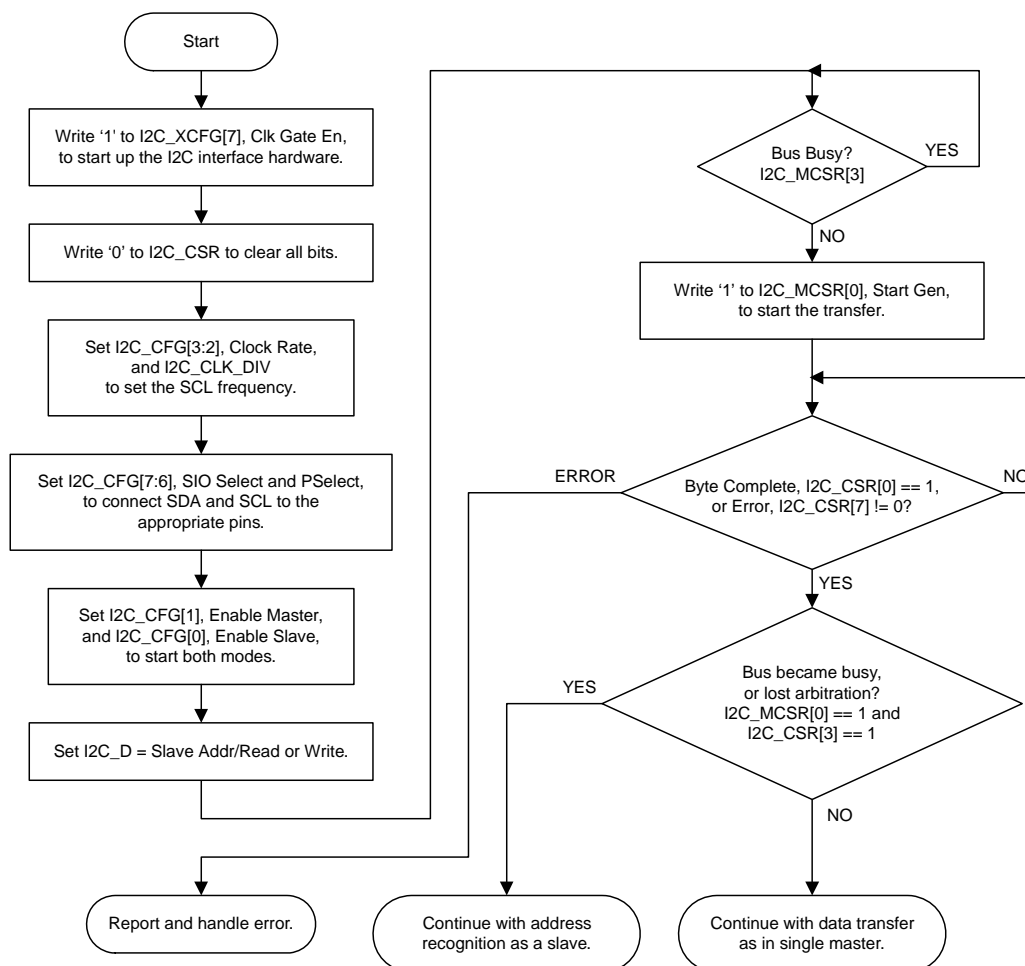 Start
Write ‘1’ to I2C_XCFG[7], Clk Gate En,
to start up the I2C interface hardware.
Write ‘0’ to I2C_CSR to clear all bits.
Set I2C_CFG[3:2], Clock Rate,
and I2C_CLK_DIV
to set the SCL frequency.
Set I2C_CFG[7:6], SIO Select and PSelect,
to connect SDA and SCL to the
appropriate pins.
Set I2C_CFG[1], Enable Master,
and I2C_CFG[0], Enable Slave,
to start both modes.
Set I2C_D = Slave Addr/Read or Write.
Bus Busy?
I2C_MCSR[3]
YES
NO
Write ‘1’ to I2C_MCSR[0], Start Gen,
to start the transfer.
ERROR
Byte Complete, I2C_CSR[0] == 1,
or Error, I2C_CSR[7] != 0?
NO
YES
YES
Bus became busy,
or lost arbitration?
I2C_MCSR[0] == 1 and
I2C_CSR[3] == 1
NO
Report and handle error.
Continue with address
recognition as a slave.
Continue with data transfer
as in single master.